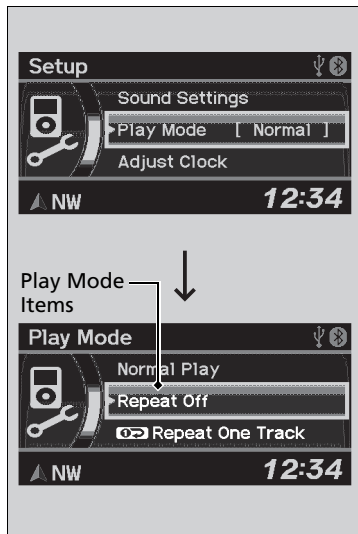 Setup
Sound Settings
Play Mode [ Normal ]
Adjust Clock
NW 12:34
Play Mode
Items
Play Mode
Normal Play
Repeat Off
1 Repeat One Track
NW 12:34